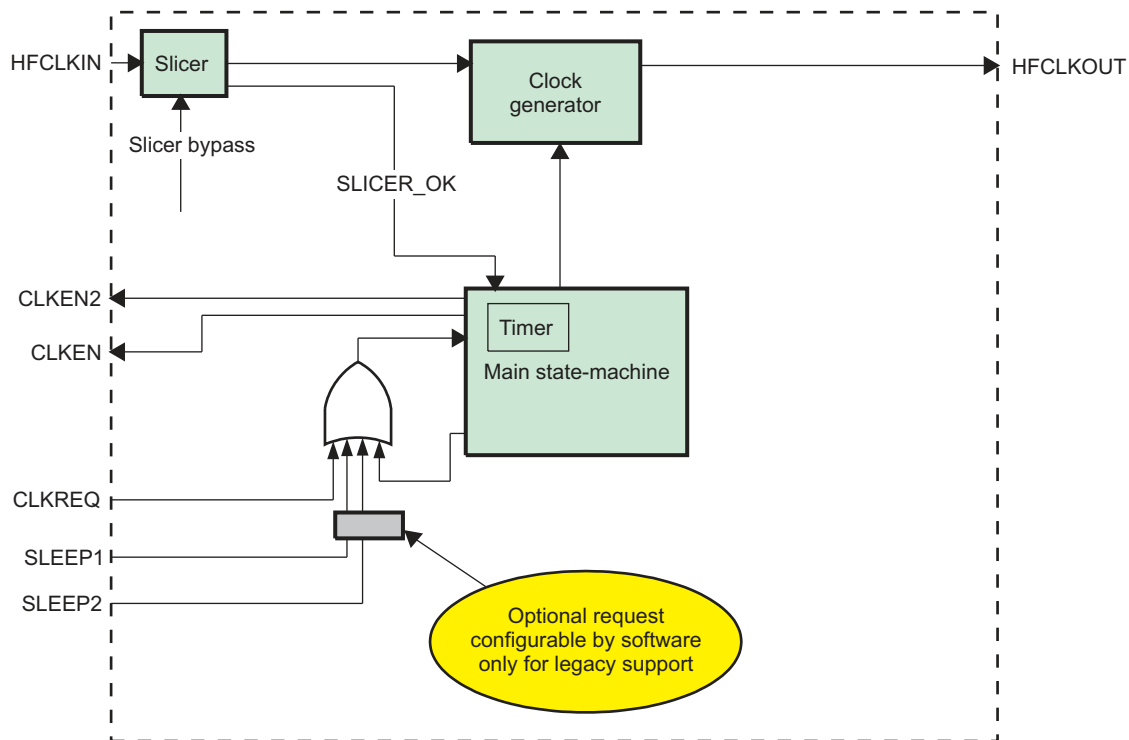 HFCLKIN
Slicer
Clock
generator
HFCLKOUT
Slicer bypass
SLICER_OK
CLKEN2
CLKEN
Timer
Main state-machine
CLKREQ
SLEEP1
SLEEP2
Optional request
configurable by software
only for legacy support